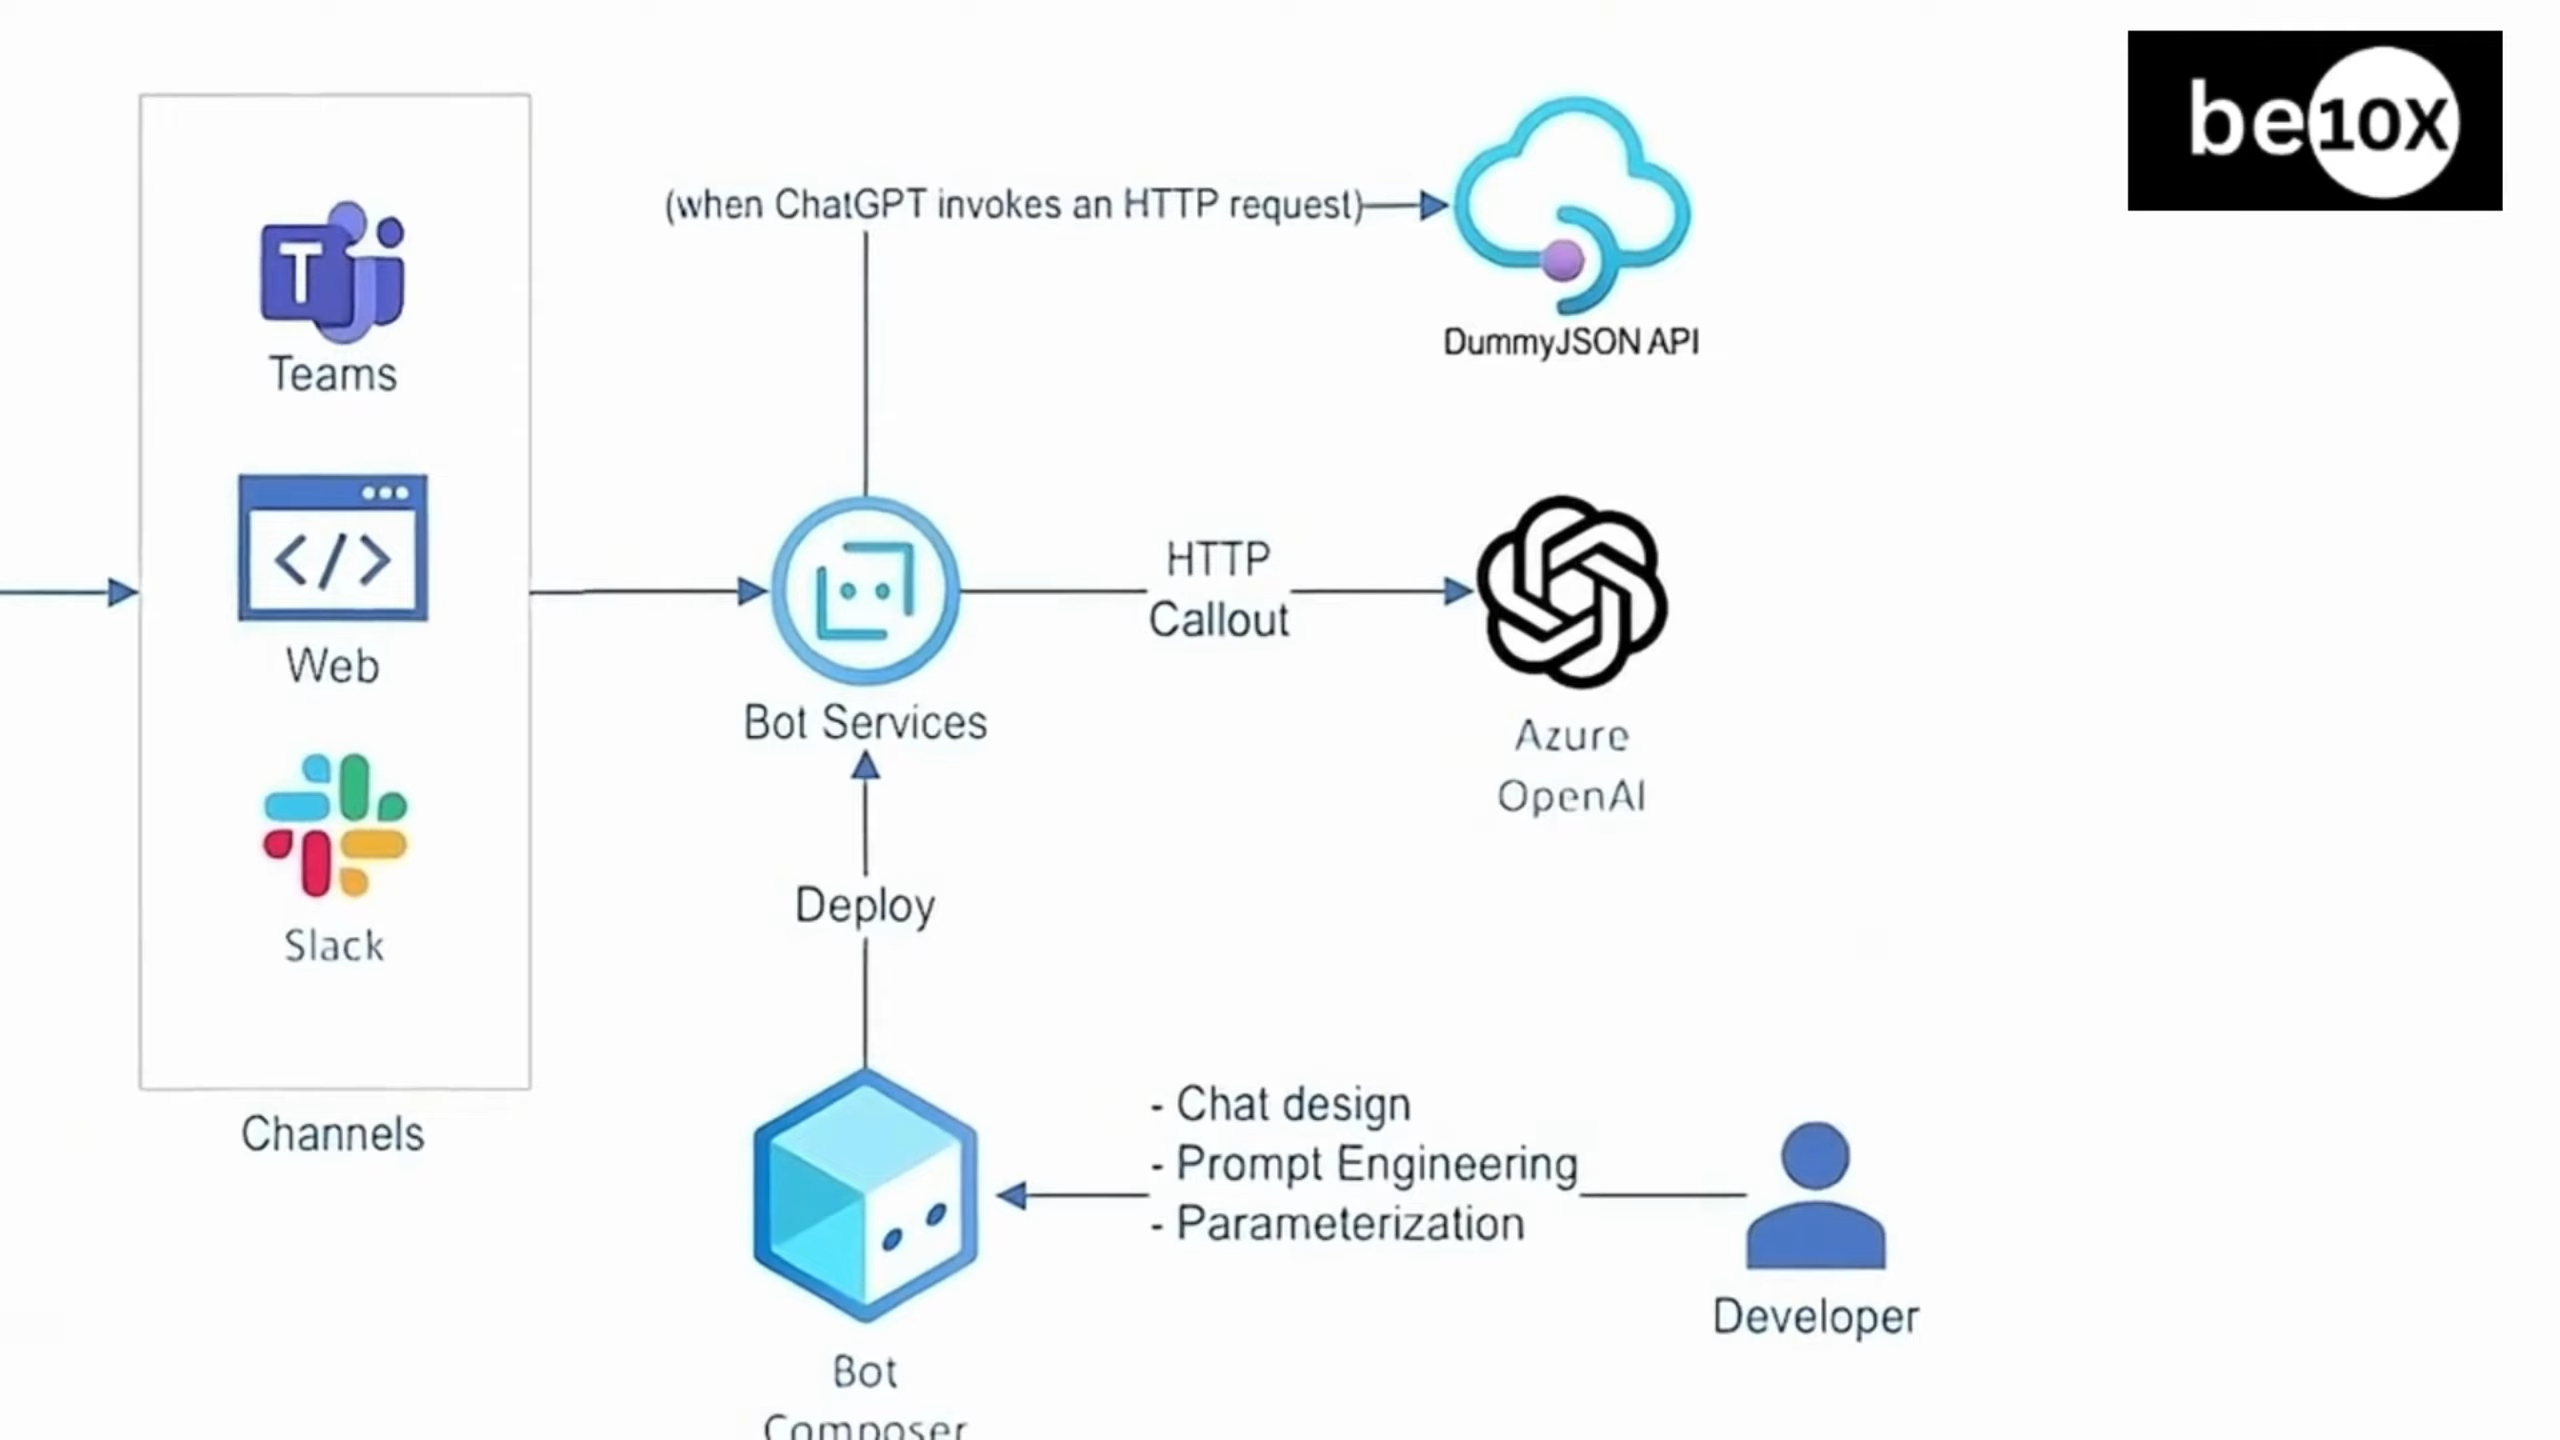 be10X
(when ChatGPT invokes an HTTP request)
DummyJSON API
Teams
T
</>
Web
HTTP
Callout
Bot Services
Azure
OpenAI
Slack
Deploy
Channels
- Chat design
- Prompt Engineering
- Parameterization
Developer
Bot
Composer